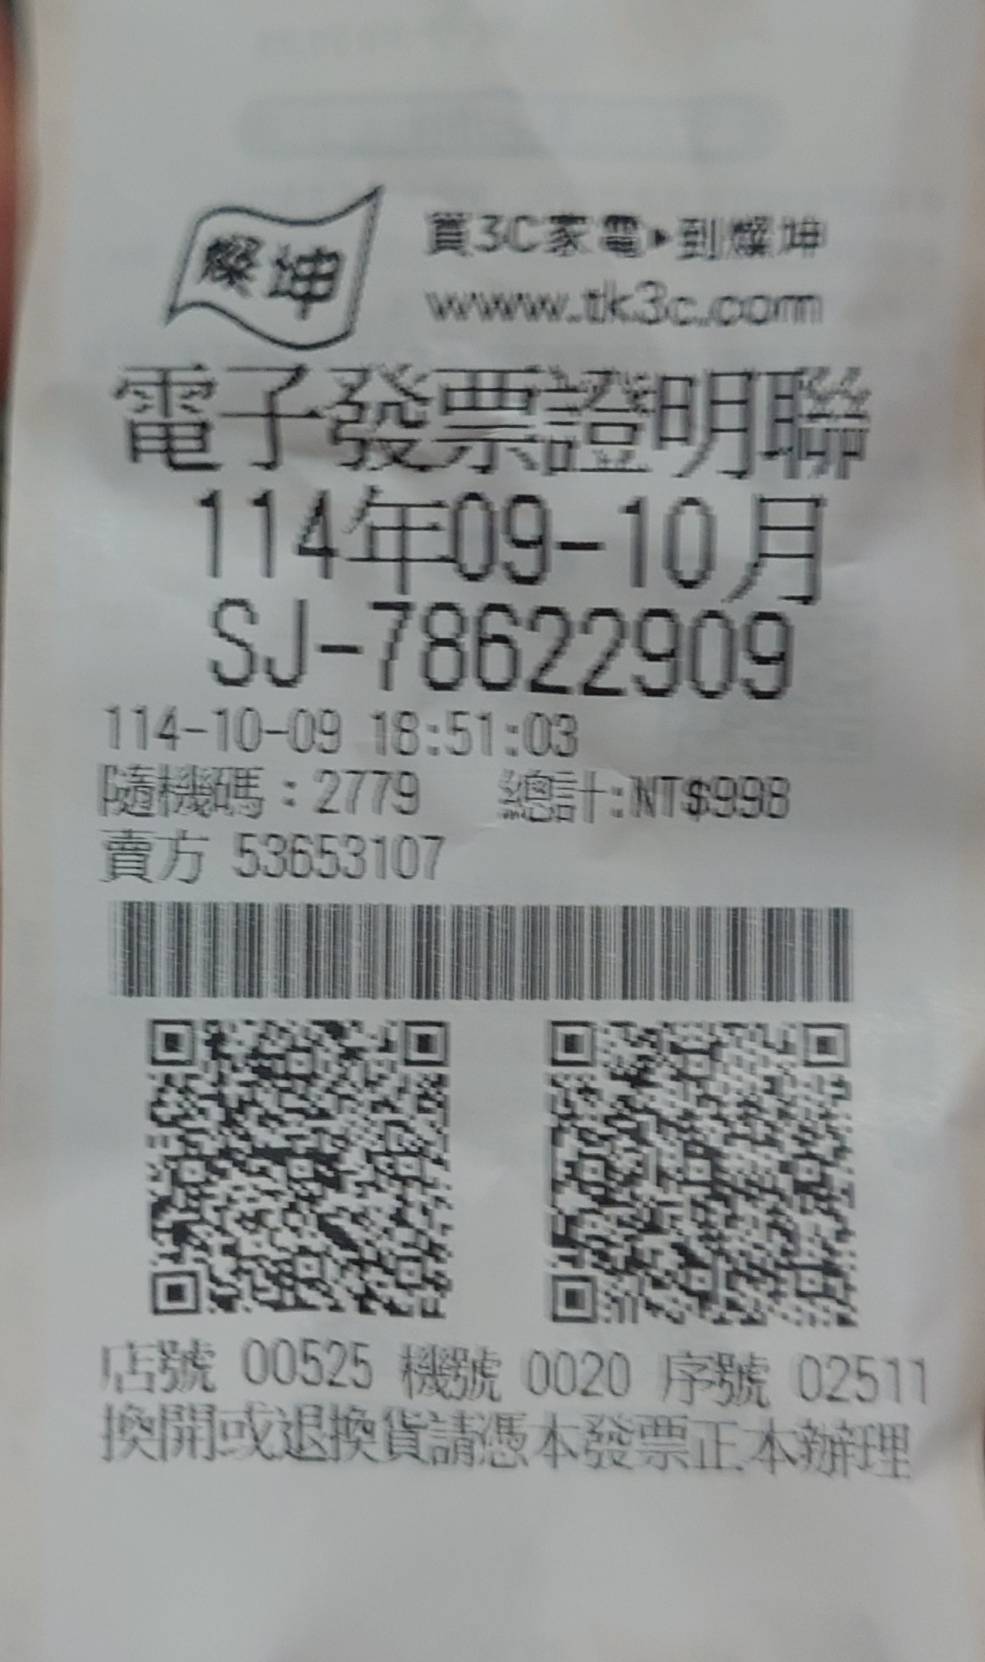 燦坤
買3C家電▸到燦坤
www.tk3c.com
電子發票證明聯
114年09-10月
SJ-78622909
114-10-09 18:51:03
隨機碼：2779 總計:NT$998
賣方 53653107
店號 00525 機號 0020 序號 02511
換開或退換貨請憑本發票正本辦理